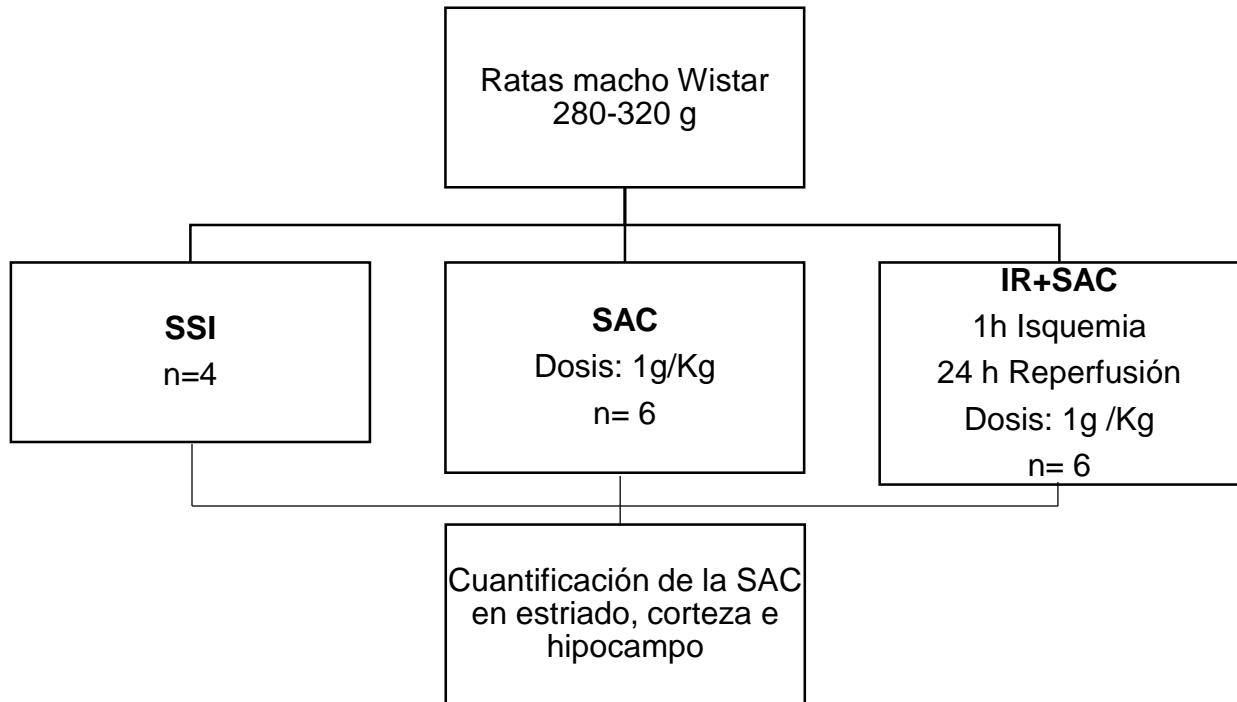 Ratas macho Wistar
280-320 g
SSI
n=4
SAC
Dosis: 1g/Kg
n= 6
IR+SAC
1h Isquemia
24 h Reperfusión
Dosis: 1g /Kg
n= 6
Cuantificación de la SAC
en estriado, corteza e
hipocampo